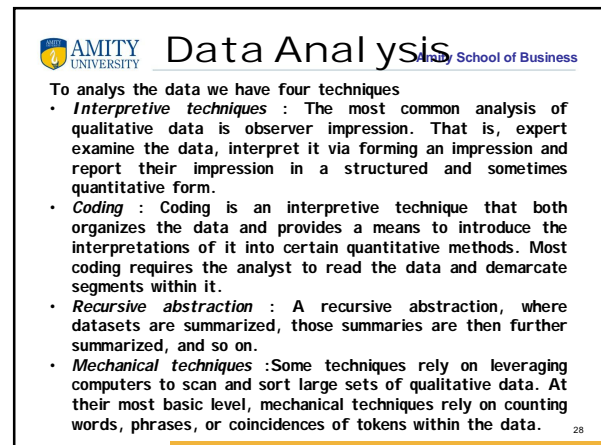 AMITY
UNIVERSITY
Data Analysis
Amity School of Business
To analys the data we have four techniques
• Interpretive techniques : The most common analysis of
qualitative data is observer impression. That is, expert
examine the data, interpret it via forming an impression and
report their impression in a structured and sometimes
quantitative form.
• Coding : Coding is an interpretive technique that both
organizes the data and provides a means to introduce the
interpretations of it into certain quantitative methods. Most
coding requires the analyst to read the data and demarcate
segments within it.
• Recursive abstraction : A recursive abstraction, where
datasets are summarized, those summaries are then further
summarized, and so on.
• Mechanical techniques :Some techniques rely on leveraging
computers to scan and sort large sets of qualitative data. At
their most basic level, mechanical techniques rely on counting
words, phrases, or coincidences of tokens within the data.
28